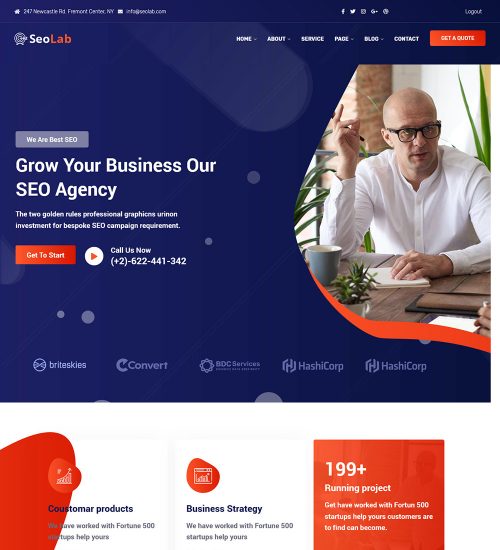 247 Newcastle Rd. Fremont Center, NY info@seolab.com Logout
SeoLab HOME ABOUT SERVICE PAGE BLOG CONTACT GET A QUOTE
We Are Best SEO
Grow Your Business Our
SEO Agency
The two golden rules professional graphicns urinon
investment for bespoke SEO campaign requirement.
Get To Start
Call Us Now
(+2)-622-441-342
briteskies Convert BDC Services HashiCorp HashiCorp
Coustomar products
We have worked with Fortune 500
startups help yours
Business Strategy
We have worked with Fortune 500
startups help yours
199+
Running project
Get have worked with Fortun 500
startups help yours customers are
to find can become.